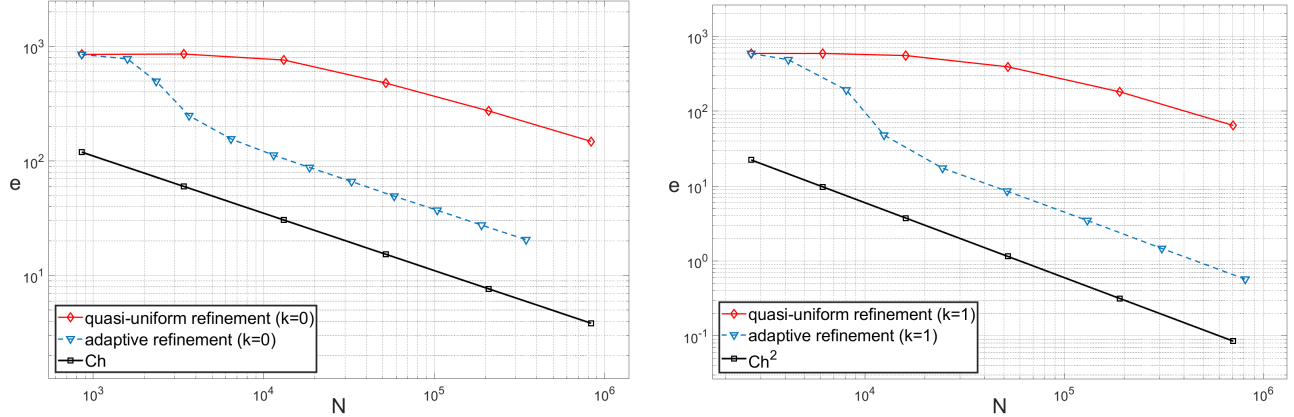 10^3
10^2
10^1
e
10^3
10^4
10^5
10^6
N
quasi-uniform refinement (k=0)
adaptive refinement (k=0)
Ch
10^3
10^2
10^1
10^0
10^-1
e
10^4
10^5
10^6
N
quasi-uniform refinement (k=1)
adaptive refinement (k=1)
Ch^2